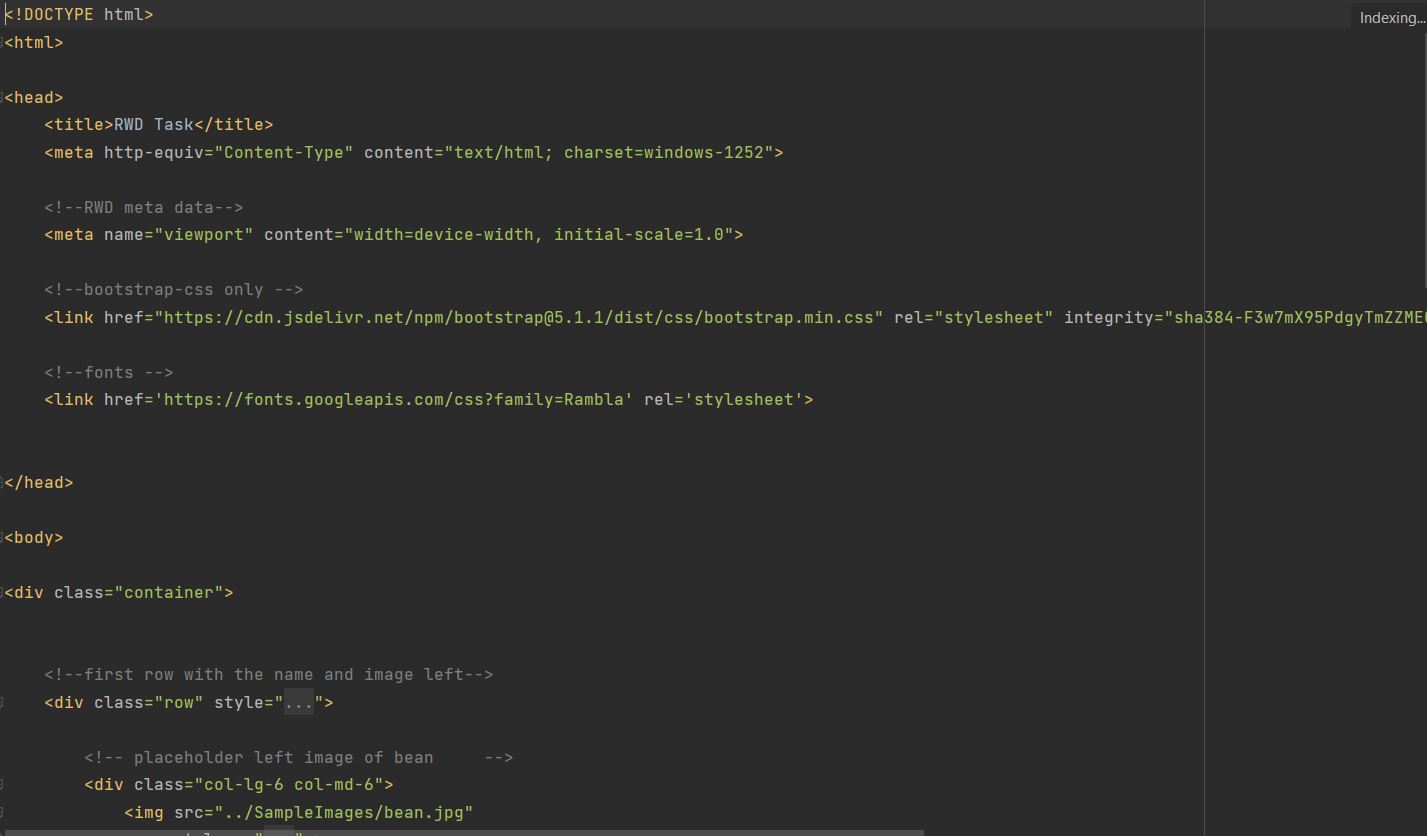 <!DOCTYPE html>
Indexing...
<html>
<head>
<title>RWD Task</title>
<meta http-equiv="Content-Type" content="text/html; charset=windows-1252">
<!--RWD meta data-->
<meta name="viewport" content="width=device-width, initial-scale=1.0">
<!--bootstrap-css only -->
<link href="https://cdn.jsdelivr.net/npm/bootstrap@5.1.1/dist/css/bootstrap.min.css" rel="stylesheet" integrity="sha384-F3w7mX95PdgyTmZZME
<!--fonts -->
<link href='https://fonts.googleapis.com/css?family=Rambla' rel='stylesheet'>
</head>
<body>
<div class="container">
<!--first row with the name and image left-->
<div class="row" style="...">
<!-- placeholder left image of bean     -->
<div class="col-lg-6 col-md-6">
<img src="../SampleImages/bean.jpg"